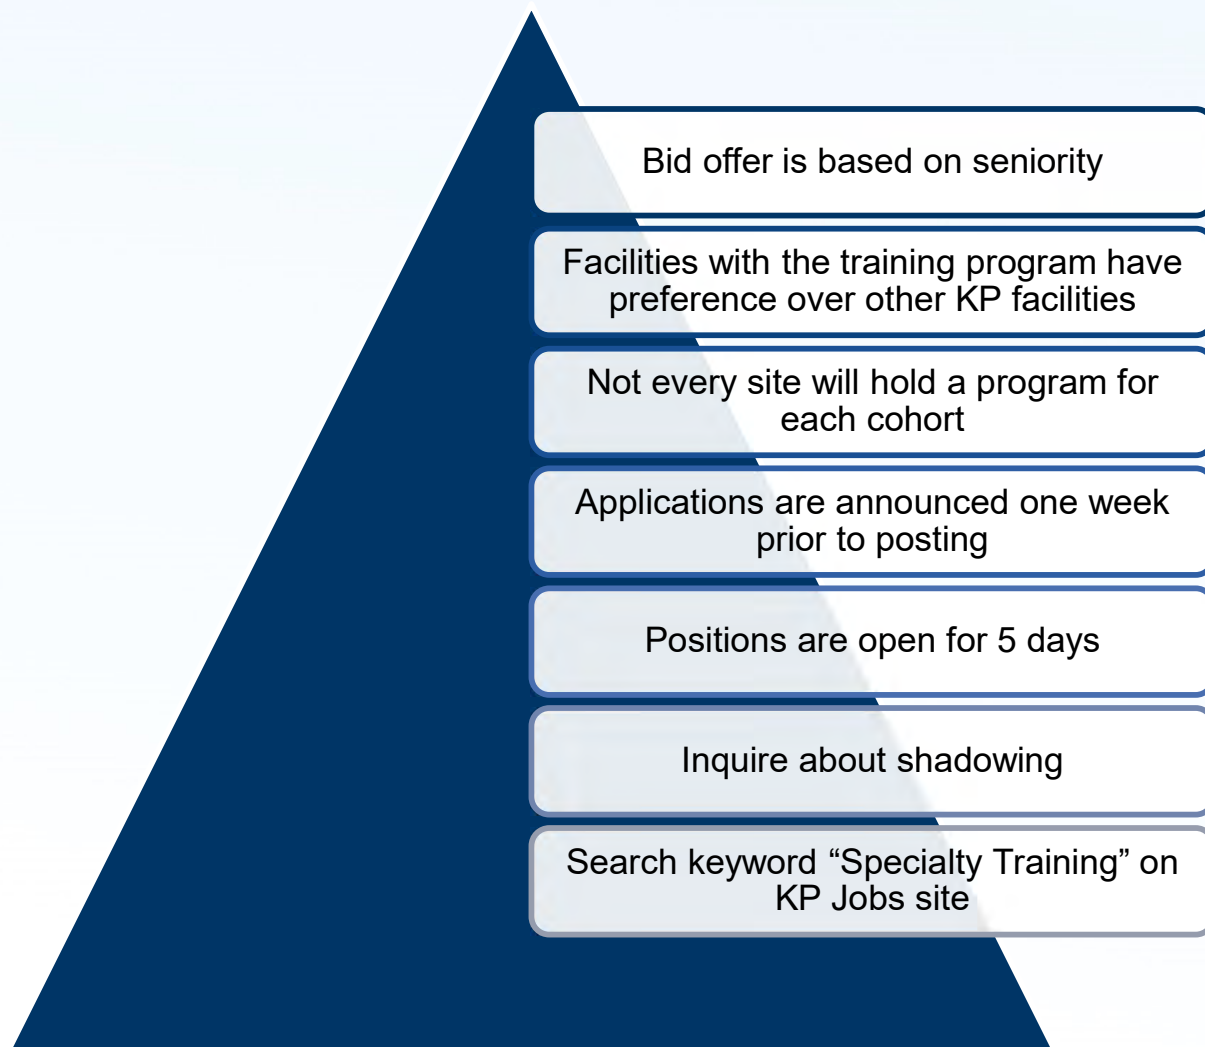 Bid offer is based on seniority
Facilities with the training program have
preference over other KP facilities
Not every site will hold a program for
each cohort
Applications are announced one week
prior to posting
Positions are open for 5 days
Inquire about shadowing
Search keyword “Specialty Training” on
KP Jobs site